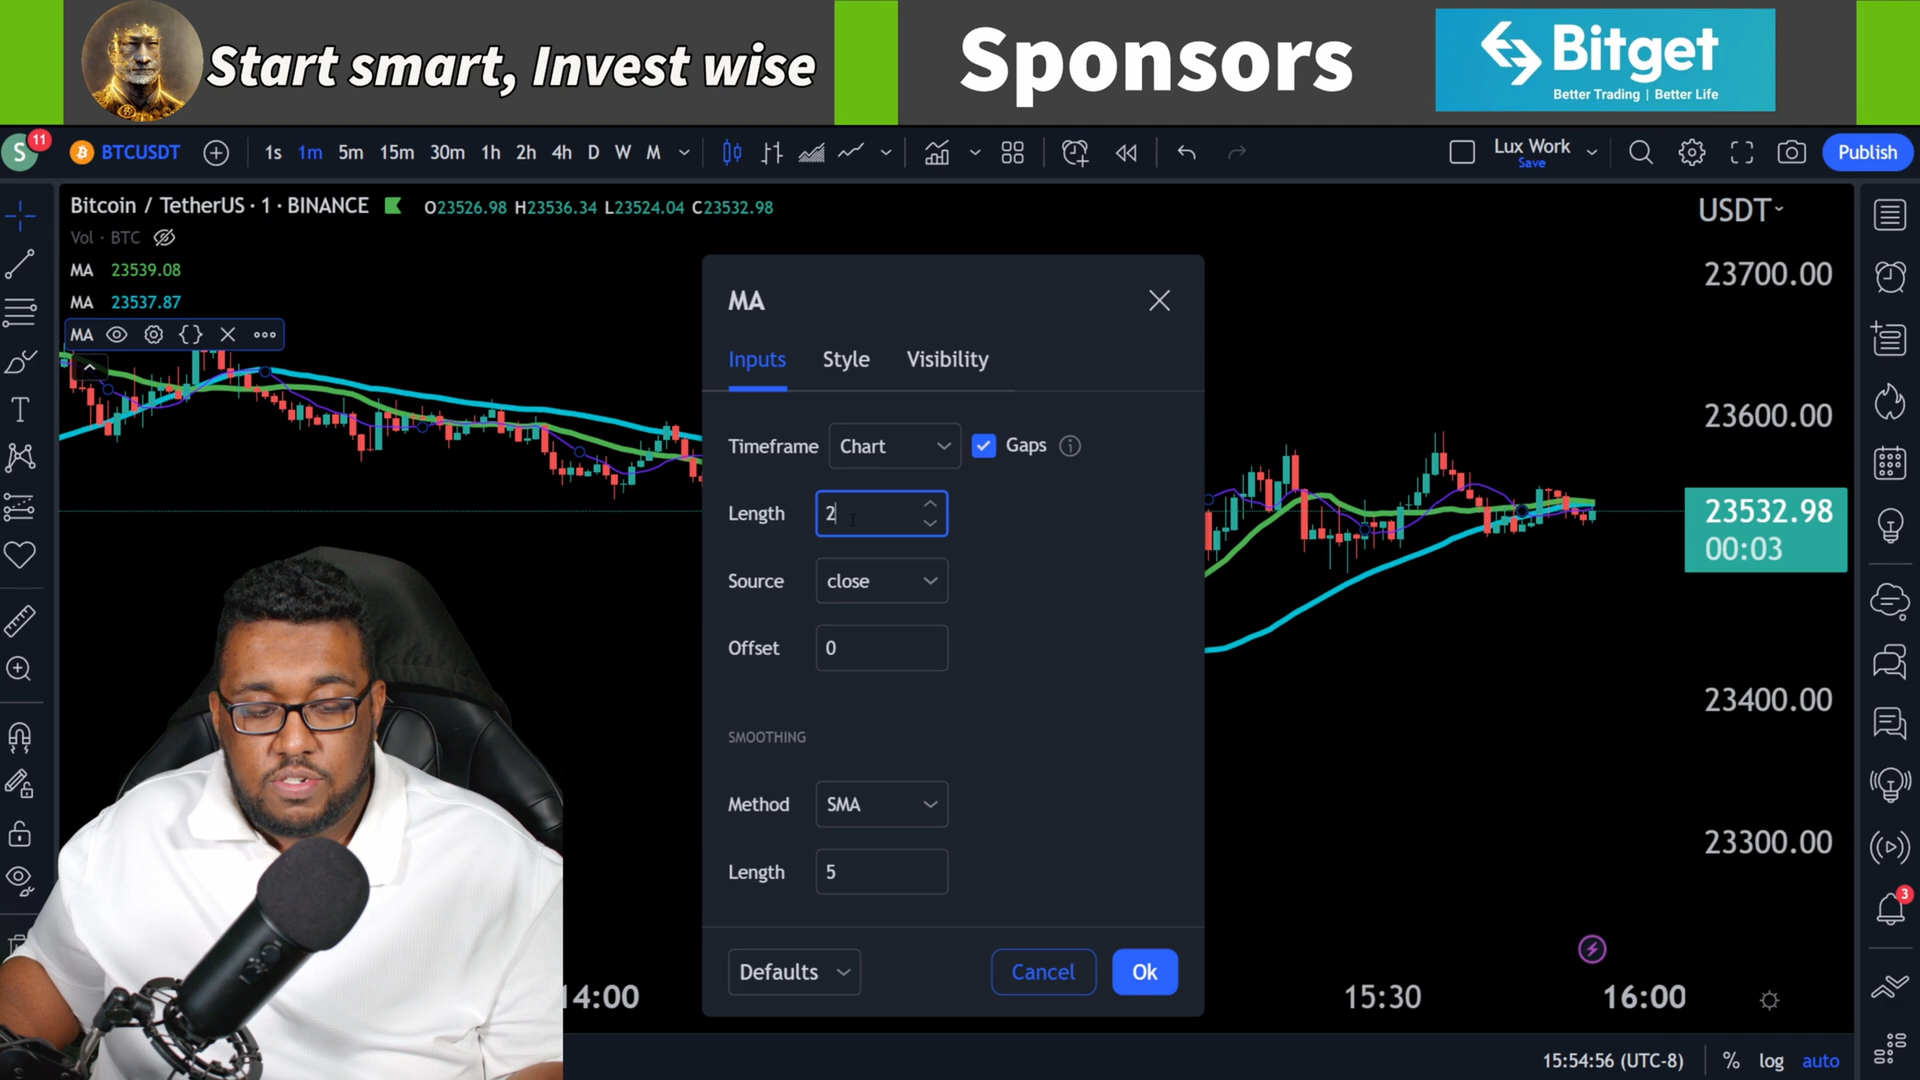 Start smart, Invest wise
Sponsors
Bitget
Better Trading | Better Life
S
11
BTCUSDT
1s 1m 5m 15m 30m 1h 2h 4h D W M
Lux Work
Save
Publish
Bitcoin / TetherUS · 1 · BINANCE O23526.98 H23536.34 L23524.04 C23532.98
USDT
Vol · BTC
MA 23539.08
MA 23537.87
MA
23700.00
23600.00
23532.98
00:03
23400.00
23300.00
MA
Inputs Style Visibility
Timeframe Chart Gaps
Length 2
Source close
Offset 0
SMOOTHING
Method SMA
Length 5
Defaults Cancel Ok
3
14:00 15:30 16:00
15:54:56 (UTC-8) % log auto